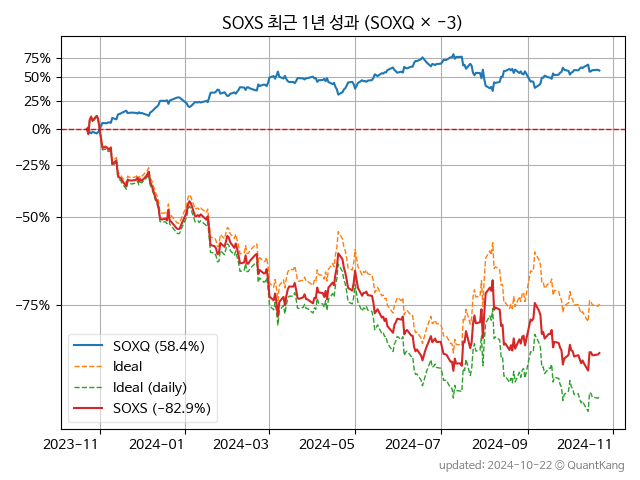 SOXS 최근 1년 성과 (SOXQ × −3)
75%
50%
25%
0%
−25%
−50%
−75%
SOXQ (58.4%)
Ideal
Ideal (daily)
SOXS (−82.9%)
2023−11 2024−01 2024−03 2024−05 2024−07 2024−09 2024−11
updated: 2024-10-22 © QuantKang